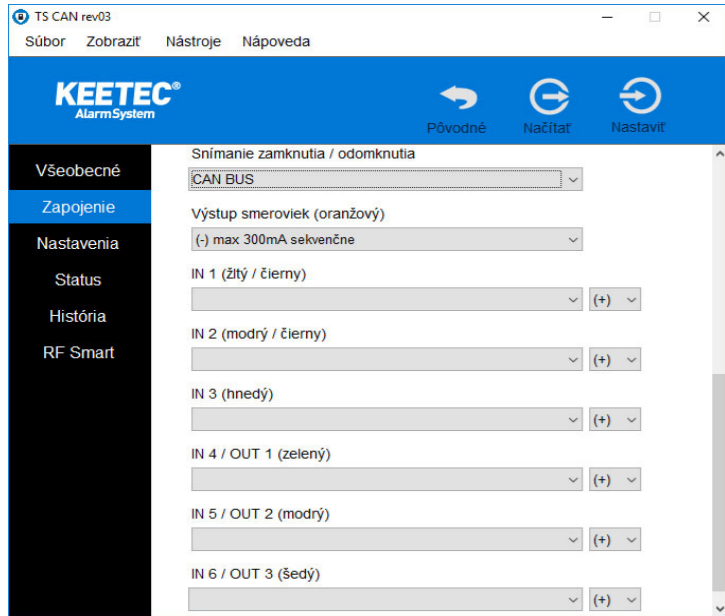 TS CAN rev03
Súbor Zobraziť Nástroje Nápoveda
KEETEC®
AlarmSystem
Pôvodné Načítať Nastaviť
Všeobecné
Zapojenie
Nastavenia
Status
História
RF Smart
Snímanie zamknutia / odomknutia
CAN BUS
Výstup smeroviek (oranžový)
(-) max 300mA sekvenčne
IN 1 (žltý / čierny)
(+)
IN 2 (modrý / čierny)
(+)
IN 3 (hnedý)
(+)
IN 4 / OUT 1 (zelený)
(+)
IN 5 / OUT 2 (modrý)
(+)
IN 6 / OUT 3 (šedý)
(+)